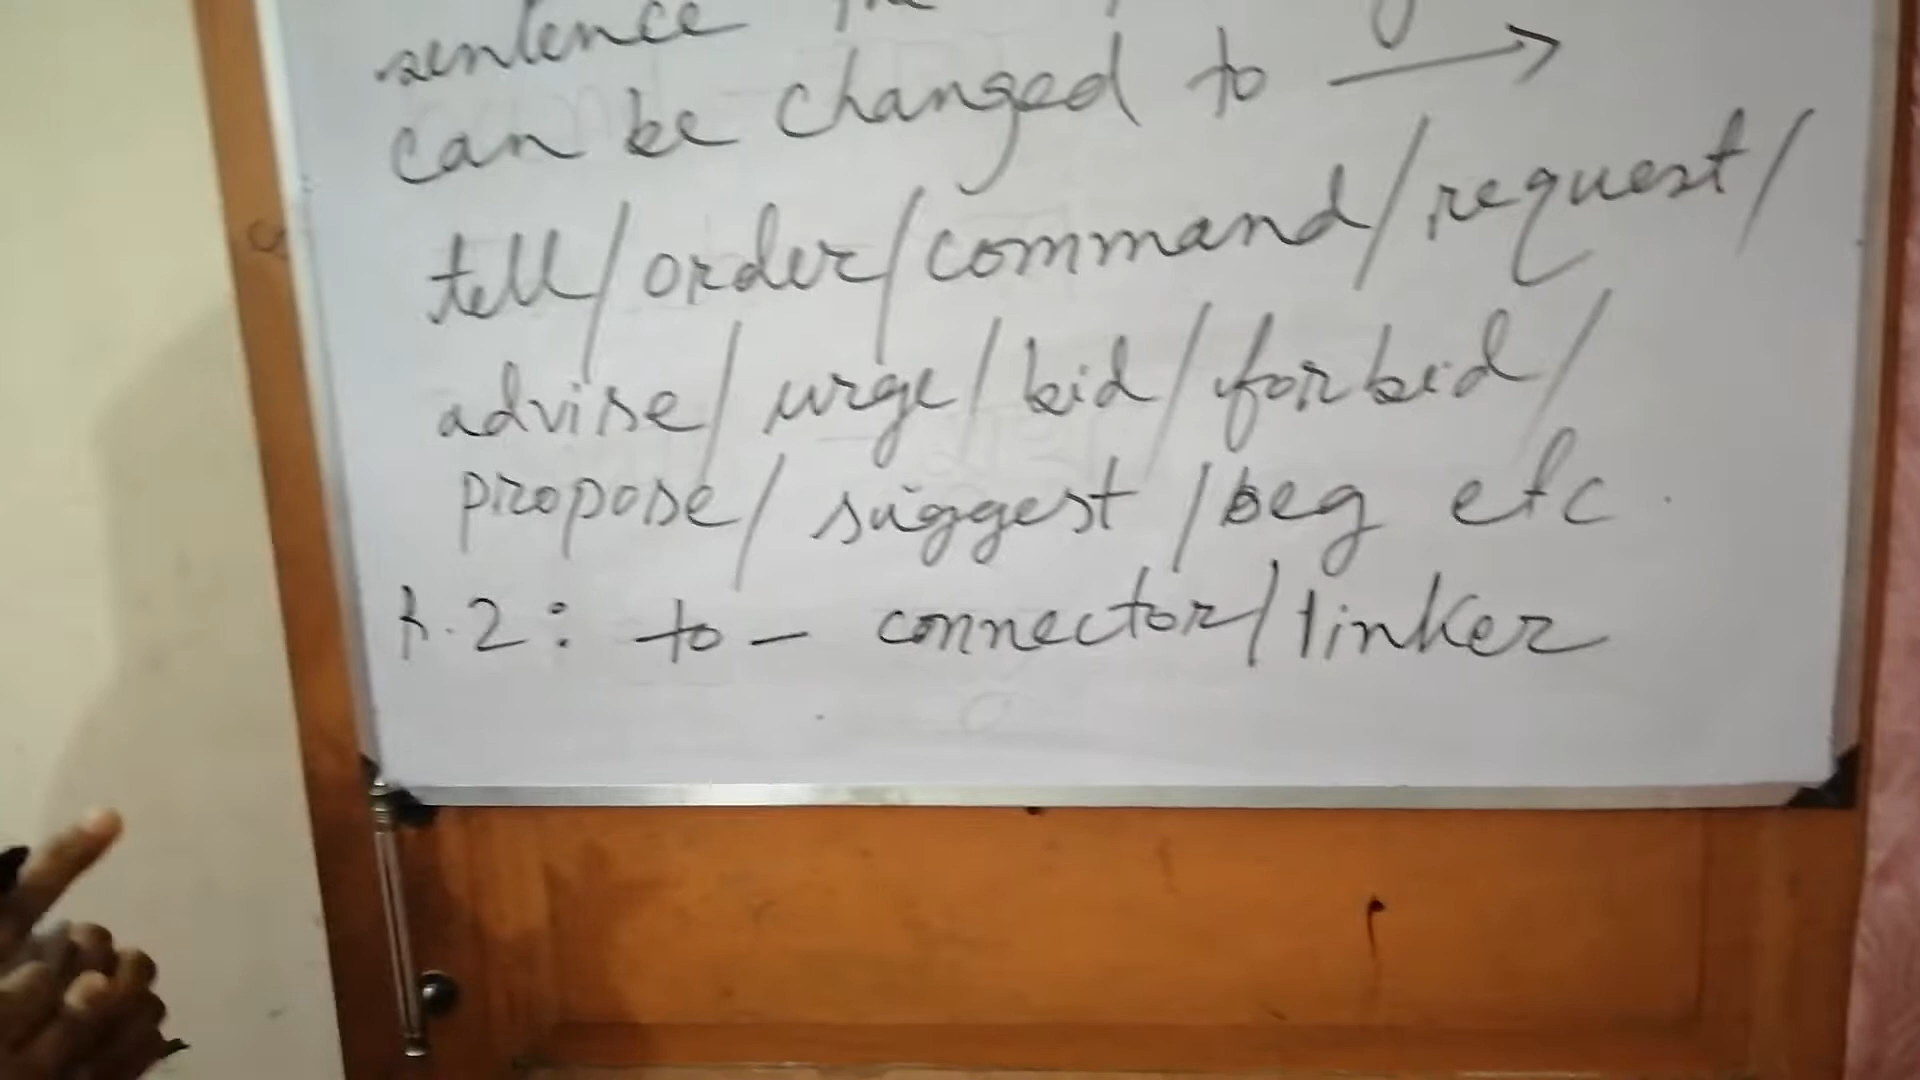 sentence
can be changed to →
tell/order/command/request/
advise/urge/bid/forbid/
propose/suggest/beg etc.
R.2: to - connector/linker